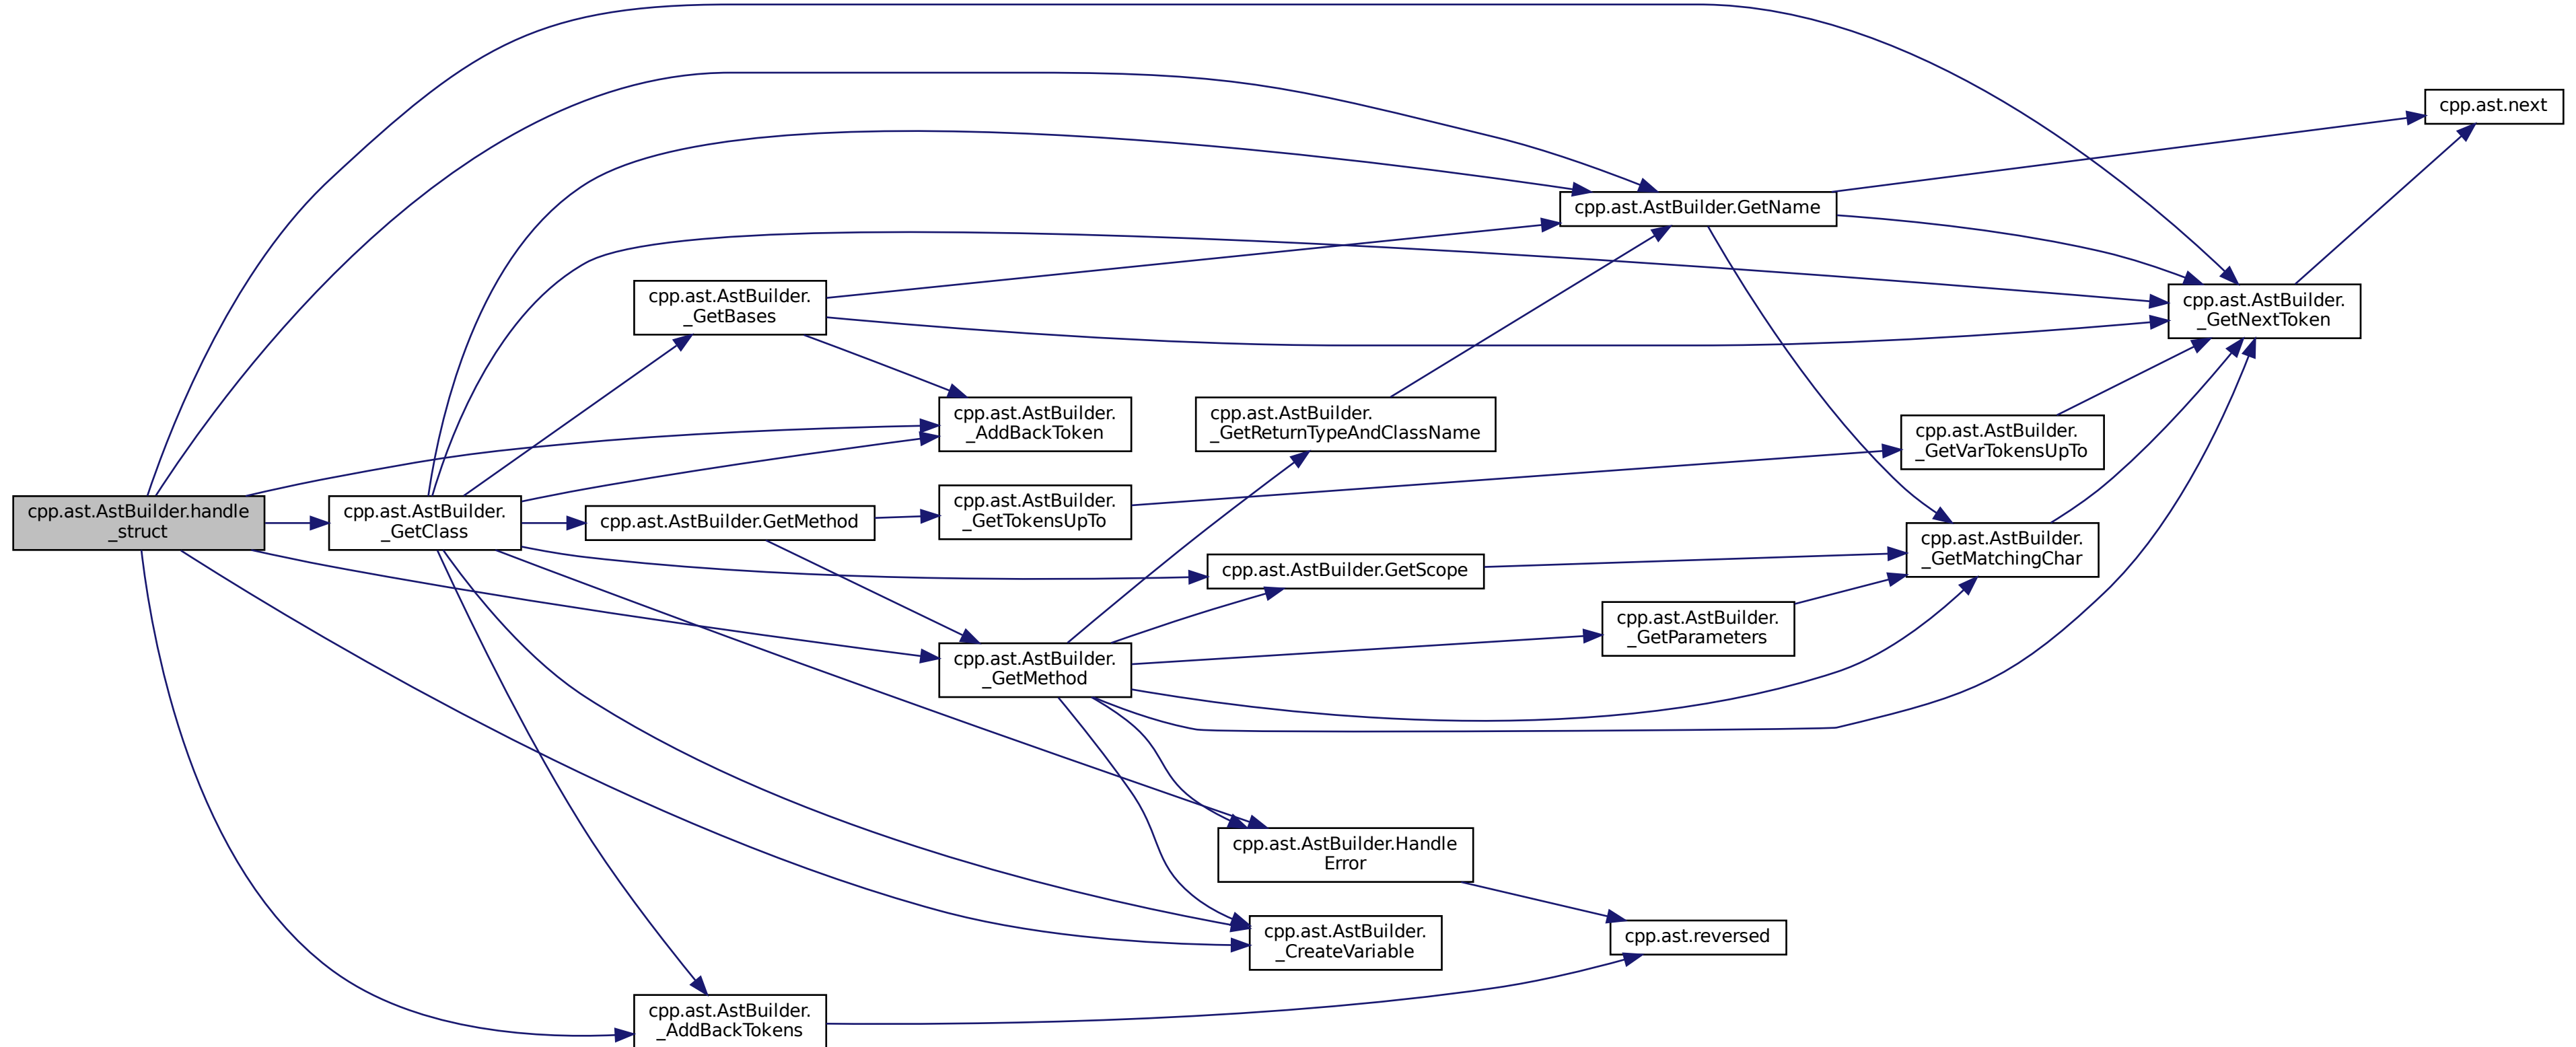 cpp.ast.next
cpp.ast.AstBuilder.GetName
cpp.ast.AstBuilder.
_GetBases
cpp.ast.AstBuilder.
_GetNextToken
cpp.ast.AstBuilder.
_AddBackToken
cpp.ast.AstBuilder.
_GetReturnTypeAndClassName
cpp.ast.AstBuilder.
_GetVarTokensUpTo
cpp.ast.AstBuilder.handle
_struct
cpp.ast.AstBuilder.
_GetClass
cpp.ast.AstBuilder.GetMethod
cpp.ast.AstBuilder.
_GetTokensUpTo
cpp.ast.AstBuilder.GetScope
cpp.ast.AstBuilder.
_GetMatchingChar
cpp.ast.AstBuilder.
_GetParameters
cpp.ast.AstBuilder.
_GetMethod
cpp.ast.AstBuilder.Handle
Error
cpp.ast.AstBuilder.
_CreateVariable
cpp.ast.reversed
cpp.ast.AstBuilder.
_AddBackTokens